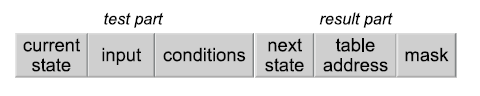 test part result part
current state input conditions next state table address mask